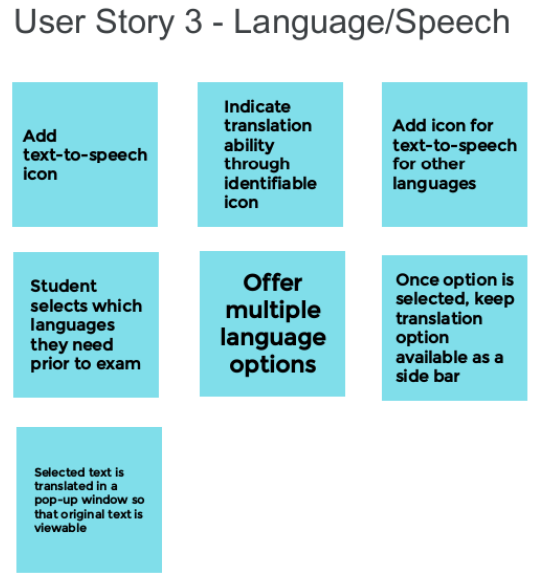 User Story 3 - Language/Speech
Add
text-to-speech
icon
Indicate
translation
ability
through
identifiable
icon
Add icon for
text-to-speech
for other
languages
Student
selects which
languages
they need
prior to exam
Offer
multiple
language
options
Once option is
selected, keep
translation
option
available as a
side bar
Selected text is
translated in a
pop-up window so
that original text is
viewable